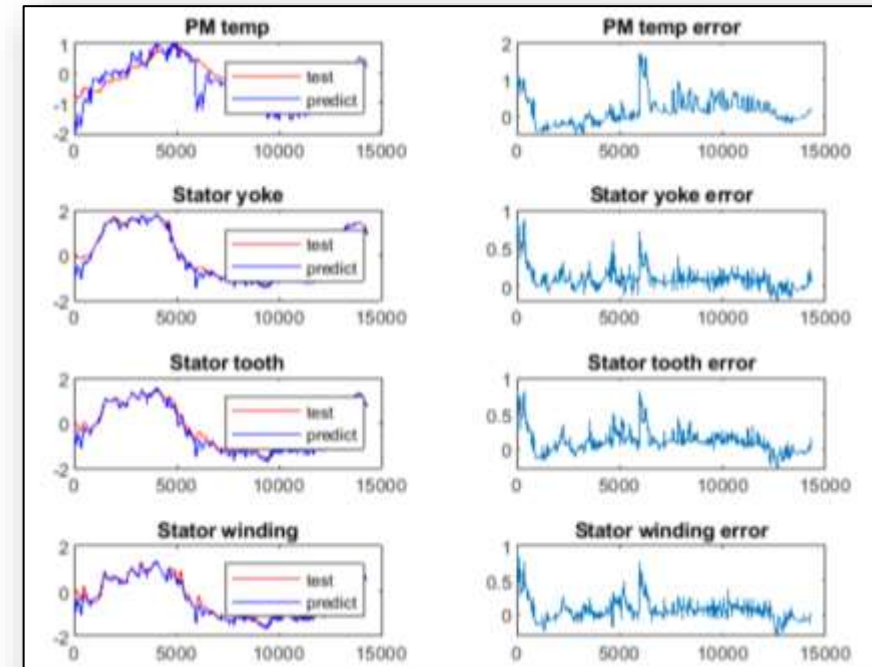 PM temp
1
0
-1
-2
test
predict
0 5000 10000 15000
PM temp error
2
1
0
0 5000 10000 15000
Stator yoke
2
0
-2
test
predict
0 5000 10000 15000
Stator yoke error
1
0.5
0
0 5000 10000 15000
Stator tooth
2
0
-2
test
predict
0 5000 10000 15000
Stator tooth error
1
0.5
0
0 5000 10000 15000
Stator winding
2
0
-2
test
predict
0 5000 10000 15000
Stator winding error
1
0.5
0
0 5000 10000 15000